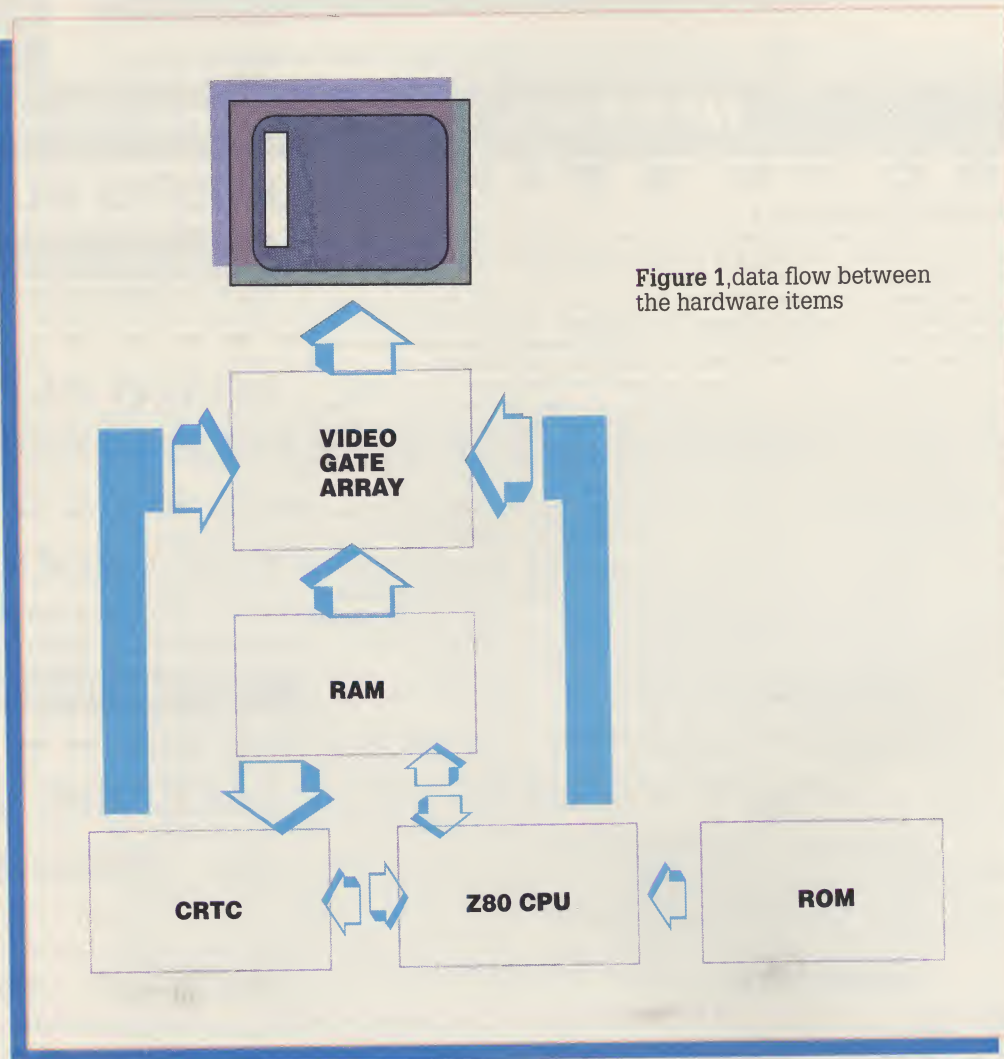 Figure 1,data flow between
the hardware items
VIDEO
GATE
ARRAY
RAM
CRTC
Z80 CPU
ROM